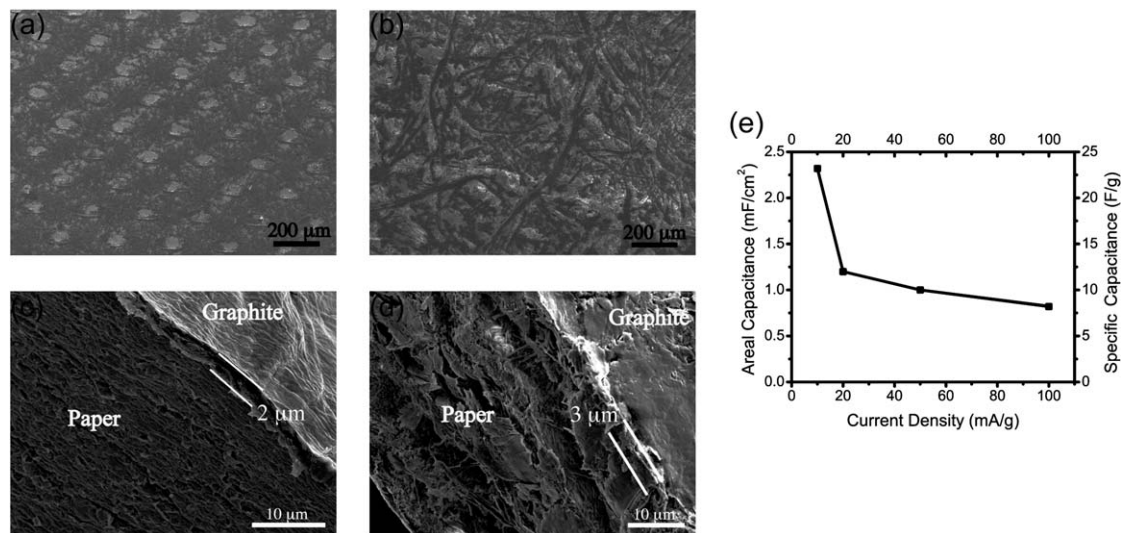 (a)
200 μm
(b)
200 μm
(c)
Graphite
Paper
2 μm
10 μm
(d)
Graphite
Paper
3 μm
10 μm
(e)
0 20 40 60 80 100
2.5 25
2.0 20
1.5 15
1.0 10
0.5 5
0.0 0
0 20 40 60 80 100
Areal Capacitance (mF/cm²)
Specific Capacitance (F/g)
Current Density (mA/g)